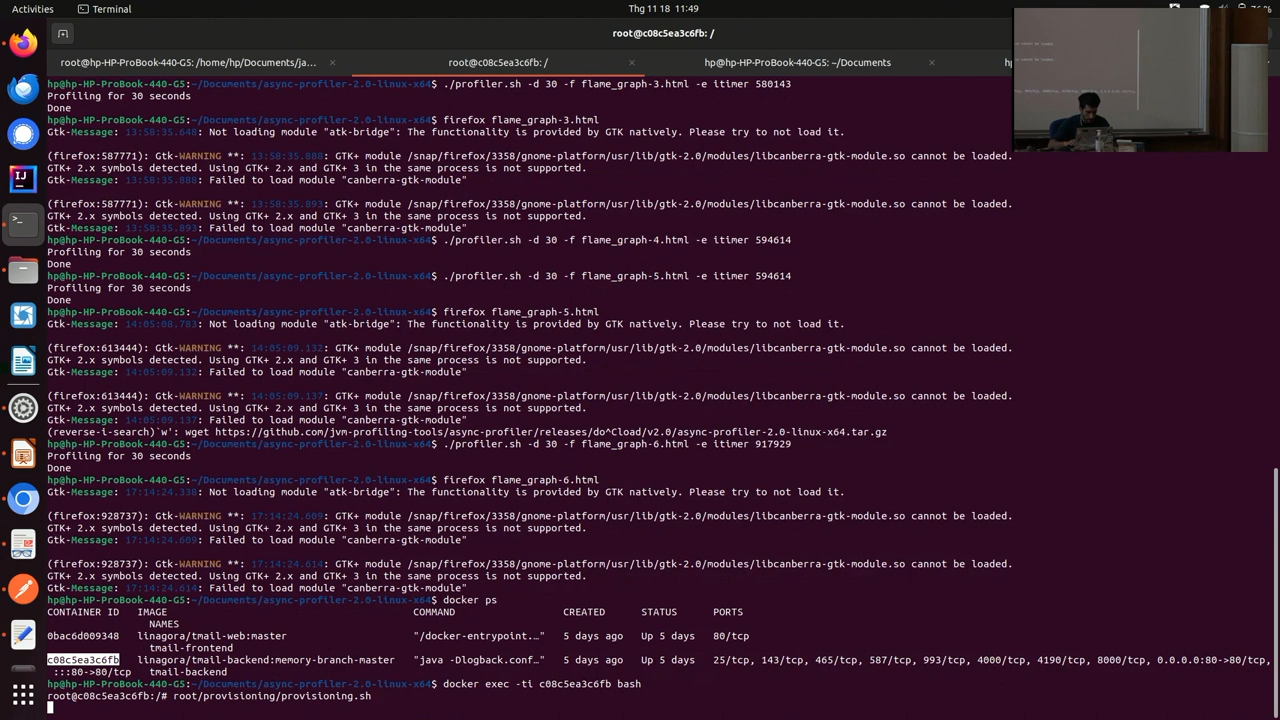 Activities
Terminal
Thg 11 18 11:49
root@c08c5ea3c6fb: /
root@hp-HP-ProBook-440-G5: /home/hp/Documents/ja...
root@c08c5ea3c6fb: /
hp@hp-HP-ProBook-440-G5: ~/Documents
hp@hp-HP-ProBook-440-G5:~/Documents/async-profiler-2.0-linux-x64$ ./profiler.sh -d 30 -f flame_graph-3.html -e itimer 580143
Profiling for 30 seconds
Done
hp@hp-HP-ProBook-440-G5:~/Documents/async-profiler-2.0-linux-x64$ firefox flame_graph-3.html
Gtk-Message: 13:58:35.648: Not loading module "atk-bridge": The functionality is provided by GTK natively. Please try to not load it.
(firefox:587771): Gtk-WARNING **: 13:58:35.888: GTK+ module /snap/firefox/3358/gnome-platform/usr/lib/gtk-2.0/modules/libcanberra-gtk-module.so cannot be loaded.
GTK+ 2.x symbols detected. Using GTK+ 2.x and GTK+ 3 in the same process is not supported.
Gtk-Message: 13:58:35.888: Failed to load module "canberra-gtk-module"
(firefox:587771): Gtk-WARNING **: 13:58:35.893: GTK+ module /snap/firefox/3358/gnome-platform/usr/lib/gtk-2.0/modules/libcanberra-gtk-module.so cannot be loaded.
GTK+ 2.x symbols detected. Using GTK+ 2.x and GTK+ 3 in the same process is not supported.
Gtk-Message: 13:58:35.893: Failed to load module "canberra-gtk-module"
hp@hp-HP-ProBook-440-G5:~/Documents/async-profiler-2.0-linux-x64$ ./profiler.sh -d 30 -f flame_graph-4.html -e itimer 594614
Profiling for 30 seconds
Done
hp@hp-HP-ProBook-440-G5:~/Documents/async-profiler-2.0-linux-x64$ ./profiler.sh -d 30 -f flame_graph-5.html -e itimer 594614
Profiling for 30 seconds
Done
hp@hp-HP-ProBook-440-G5:~/Documents/async-profiler-2.0-linux-x64$ firefox flame_graph-5.html
Gtk-Message: 14:05:08.783: Not loading module "atk-bridge": The functionality is provided by GTK natively. Please try to not load it.
(firefox:613444): Gtk-WARNING **: 14:05:09.132: GTK+ module /snap/firefox/3358/gnome-platform/usr/lib/gtk-2.0/modules/libcanberra-gtk-module.so cannot be loaded.
GTK+ 2.x symbols detected. Using GTK+ 2.x and GTK+ 3 in the same process is not supported.
Gtk-Message: 14:05:09.132: Failed to load module "canberra-gtk-module"
(firefox:613444): Gtk-WARNING **: 14:05:09.137: GTK+ module /snap/firefox/3358/gnome-platform/usr/lib/gtk-2.0/modules/libcanberra-gtk-module.so cannot be loaded.
GTK+ 2.x symbols detected. Using GTK+ 2.x and GTK+ 3 in the same process is not supported.
Gtk-Message: 14:05:09.137: Failed to load module "canberra-gtk-module"
(reverse-i-search)`w': wget https://github.com/jvm-profiling-tools/async-profiler/releases/do^Cload/v2.0/async-profiler-2.0-linux-x64.tar.gz
hp@hp-HP-ProBook-440-G5:~/Documents/async-profiler-2.0-linux-x64$ ./profiler.sh -d 30 -f flame_graph-6.html -e itimer 917929
Profiling for 30 seconds
Done
hp@hp-HP-ProBook-440-G5:~/Documents/async-profiler-2.0-linux-x64$ firefox flame_graph-6.html
Gtk-Message: 17:14:24.338: Not loading module "atk-bridge": The functionality is provided by GTK natively. Please try to not load it.
(firefox:928737): Gtk-WARNING **: 17:14:24.609: GTK+ module /snap/firefox/3358/gnome-platform/usr/lib/gtk-2.0/modules/libcanberra-gtk-module.so cannot be loaded.
GTK+ 2.x symbols detected. Using GTK+ 2.x and GTK+ 3 in the same process is not supported.
Gtk-Message: 17:14:24.609: Failed to load module "canberra-gtk-module"
(firefox:928737): Gtk-WARNING **: 17:14:24.614: GTK+ module /snap/firefox/3358/gnome-platform/usr/lib/gtk-2.0/modules/libcanberra-gtk-module.so cannot be loaded.
GTK+ 2.x symbols detected. Using GTK+ 2.x and GTK+ 3 in the same process is not supported.
Gtk-Message: 17:14:24.614: Failed to load module "canberra-gtk-module"
hp@hp-HP-ProBook-440-G5:~/Documents/async-profiler-2.0-linux-x64$ docker ps
CONTAINER ID IMAGE COMMAND CREATED STATUS PORTS
NAMES
0bac6d009348 linagora/tmail-web:master "/docker-entrypoint.…" 5 days ago Up 5 days 80/tcp
tmail-frontend
c08c5ea3c6fb linagora/tmail-backend:memory-branch-master "java -Dlogback.conf…" 5 days ago Up 5 days 25/tcp, 143/tcp, 465/tcp, 587/tcp, 993/tcp, 4000/tcp, 4190/tcp, 8000/tcp, 0.0.0.0:80->80/tcp,
:::80->80/tcp tmail-backend
hp@hp-HP-ProBook-440-G5:~/Documents/async-profiler-2.0-linux-x64$ docker exec -ti c08c5ea3c6fb bash
root@c08c5ea3c6fb:/# root/provisioning/provisioning.sh